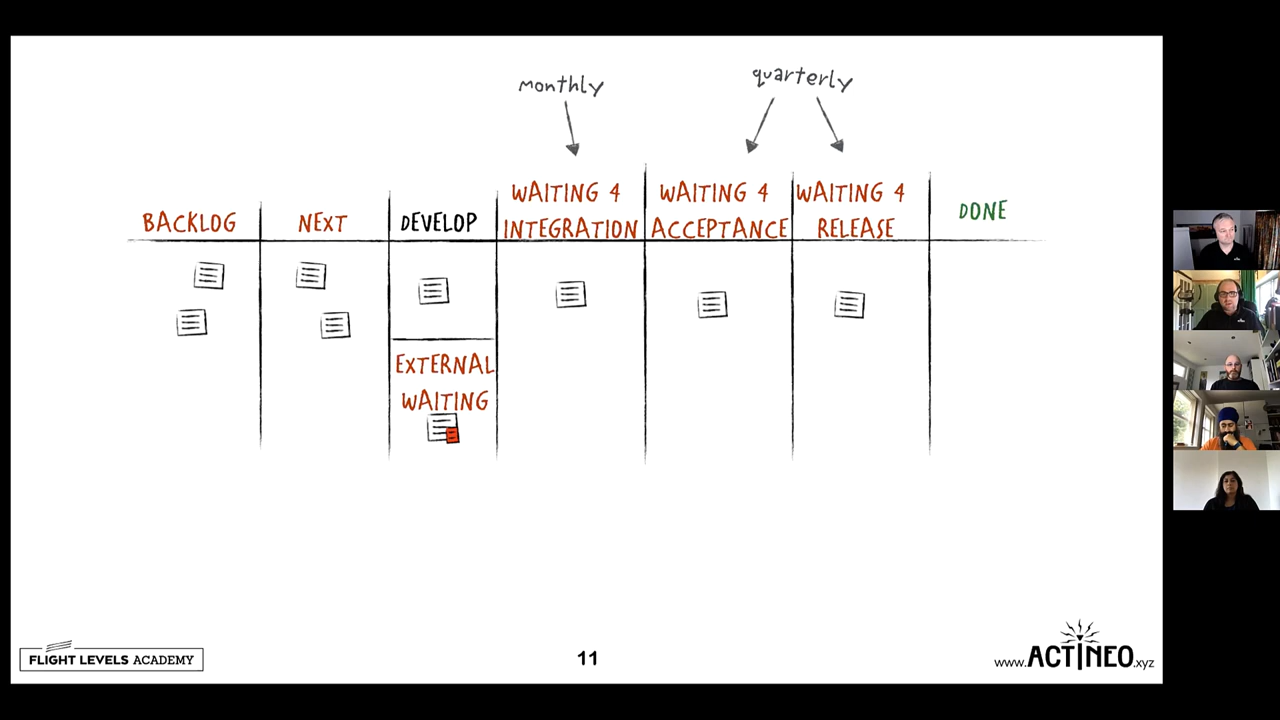 monthly
quarterly
BACKLOG
NEXT
DEVELOP
WAITING 4
INTEGRATION
WAITING 4
ACCEPTANCE
WAITING 4
RELEASE
DONE
EXTERNAL
WAITING
FLIGHT LEVELS ACADEMY
11
www.ACTINEO.xyz